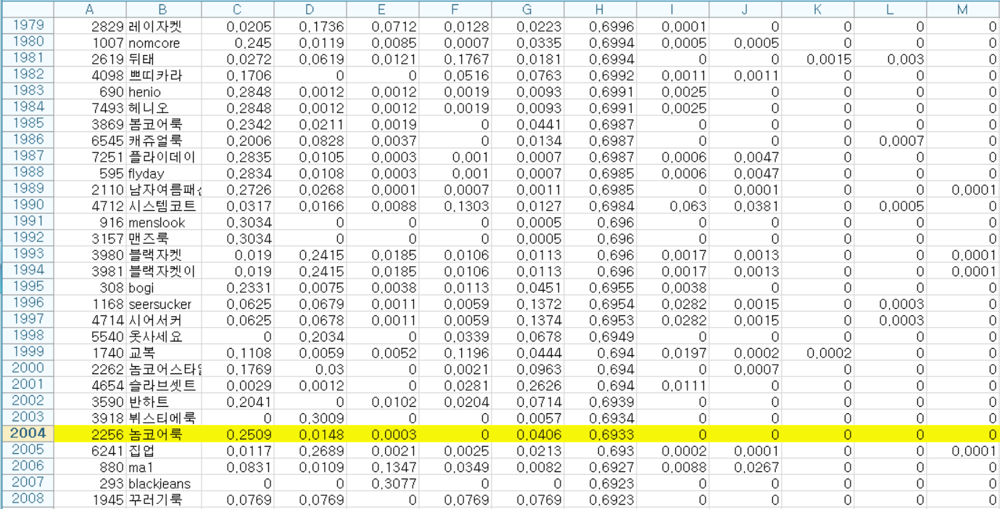 A B C D E F G H I J K L M
1979 2829 레이자켓 0,0205 0,1736 0,0712 0,0128 0,0223 0,6996 0,0001 0 0 0 0
1980 1007 nomcore 0,245 0,0119 0,0085 0,0007 0,0335 0,6994 0,0005 0,0005 0 0 0
1981 2619 뒤태 0,0272 0,0619 0,0121 0,1767 0,0181 0,6994 0 0 0,0015 0,003 0
1982 4098 쁘띠카라 0,1706 0 0 0,0516 0,0763 0,6992 0,0011 0,0011 0 0 0
1983 690 henio 0,2848 0,0012 0,0012 0,0019 0,0093 0,6991 0,0025 0 0 0 0
1984 7493 헤니오 0,2848 0,0012 0,0012 0,0019 0,0093 0,6991 0,0025 0 0 0 0
1985 3869 봄코어룩 0,2342 0,0211 0,0019 0 0,0441 0,6987 0 0 0 0 0
1986 6545 캐쥬얼룩 0,2006 0,0828 0,0037 0 0,0134 0,6987 0 0 0 0,0007 0
1987 7251 플라이데이 0,2835 0,0105 0,0003 0,001 0,0007 0,6987 0,0006 0,0047 0 0 0
1988 595 flyday 0,2834 0,0108 0,0003 0,001 0,0007 0,6985 0,0006 0,0047 0 0 0
1989 2110 남자여름패 0,2726 0,0268 0,0001 0,0007 0,0011 0,6985 0 0,0001 0 0 0,0001
1990 4712 시스템코트 0,0317 0,0166 0,0088 0,1303 0,0127 0,6984 0,063 0,0381 0 0,0005 0
1991 916 menslook 0,3034 0 0 0 0,0005 0,696 0 0 0 0 0
1992 3157 맨즈룩 0,3034 0 0 0 0,0005 0,696 0 0 0 0 0
1993 3980 블랙자켓 0,019 0,2415 0,0185 0,0106 0,0113 0,696 0,0017 0,0013 0 0 0,0001
1994 3981 블랙자켓이 0,019 0,2415 0,0185 0,0106 0,0113 0,696 0,0017 0,0013 0 0 0,0001
1995 308 bogi 0,2331 0,0075 0,0038 0,0113 0,0451 0,6955 0,0038 0 0 0 0
1996 1168 seersucker 0,0625 0,0679 0,0011 0,0059 0,1372 0,6954 0,0282 0,0015 0 0,0003 0
1997 4714 시어서커 0,0625 0,0678 0,0011 0,0059 0,1374 0,6953 0,0282 0,0015 0 0,0003 0
1998 5540 옷사세요 0 0,2034 0 0,0339 0,0678 0,6949 0 0 0 0 0
1999 1740 교복 0,1108 0,0059 0,0052 0,1196 0,0444 0,694 0,0197 0,0002 0,0002 0 0
2000 2262 놈코어스타일 0,1769 0,03 0 0,0021 0,0963 0,694 0 0,0007 0 0 0
2001 4654 슬라브셋트 0,0029 0,0012 0 0,0281 0,2626 0,694 0,0111 0 0 0 0
2002 3590 반하트 0,2041 0 0,0102 0,0204 0,0714 0,6939 0 0 0 0 0
2003 3918 뷔스티에룩 0 0,3009 0 0 0,0057 0,6934 0 0 0 0 0
2004 2256 놈코어룩 0,2509 0,0148 0,0003 0 0,0406 0,6933 0 0 0 0 0
2005 6241 집업 0,0117 0,2689 0,0021 0,0025 0,0213 0,693 0,0002 0,0001 0 0 0,0001
2006 880 ma1 0,0831 0,0109 0,1347 0,0349 0,0082 0,6927 0,0088 0,0267 0 0 0
2007 293 blackjeans 0 0 0,3077 0 0 0,6923 0 0 0 0 0
2008 1945 꾸러기룩 0,0769 0,0769 0 0,0769 0,0769 0,6923 0 0 0 0 0